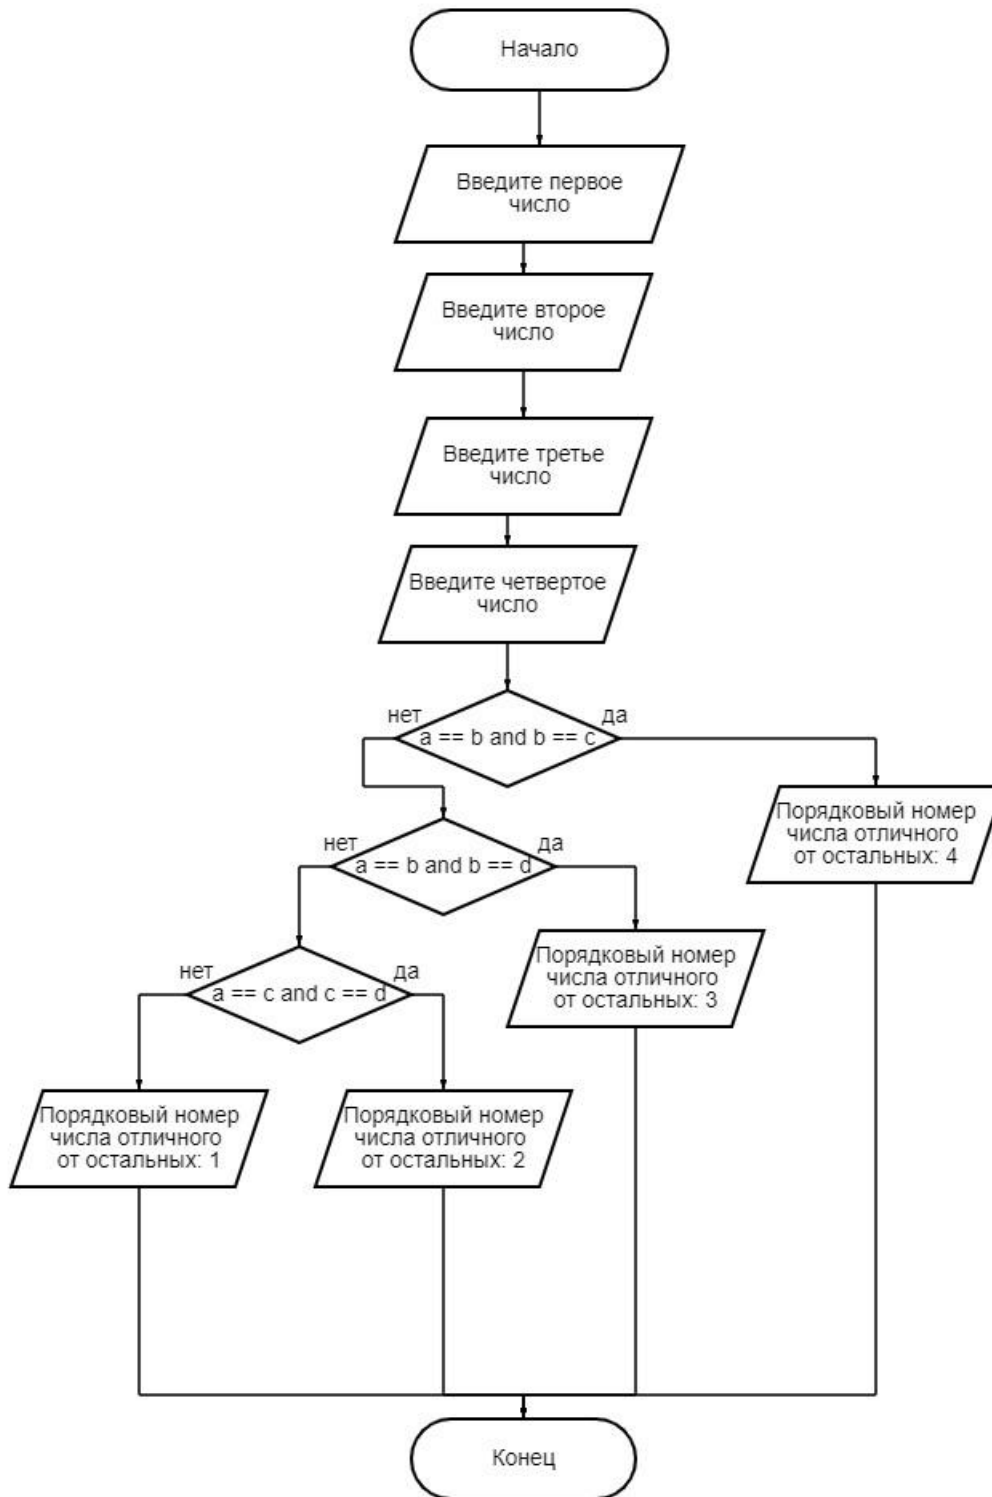 Начало
Введите первое
число
Введите второе
число
Введите третье
число
Введите четвертое
число
нет
да
a == b and b == c
Порядковый номер
числа отличного
от остальных: 4
нет
да
a == b and b == d
Порядковый номер
числа отличного
от остальных: 3
нет
да
a == c and c == d
Порядковый номер
числа отличного
от остальных: 1
Порядковый номер
числа отличного
от остальных: 2
Конец